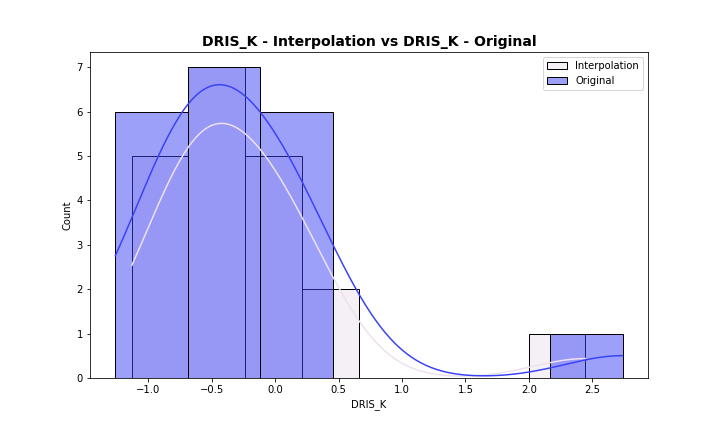 DRIS_K - Interpolation vs DRIS_K - Original
Interpolation
Original
7
6
5
4
3
2
1
0
Count
−1.0 −0.5 0.0 0.5 1.0 1.5 2.0 2.5
DRIS_K